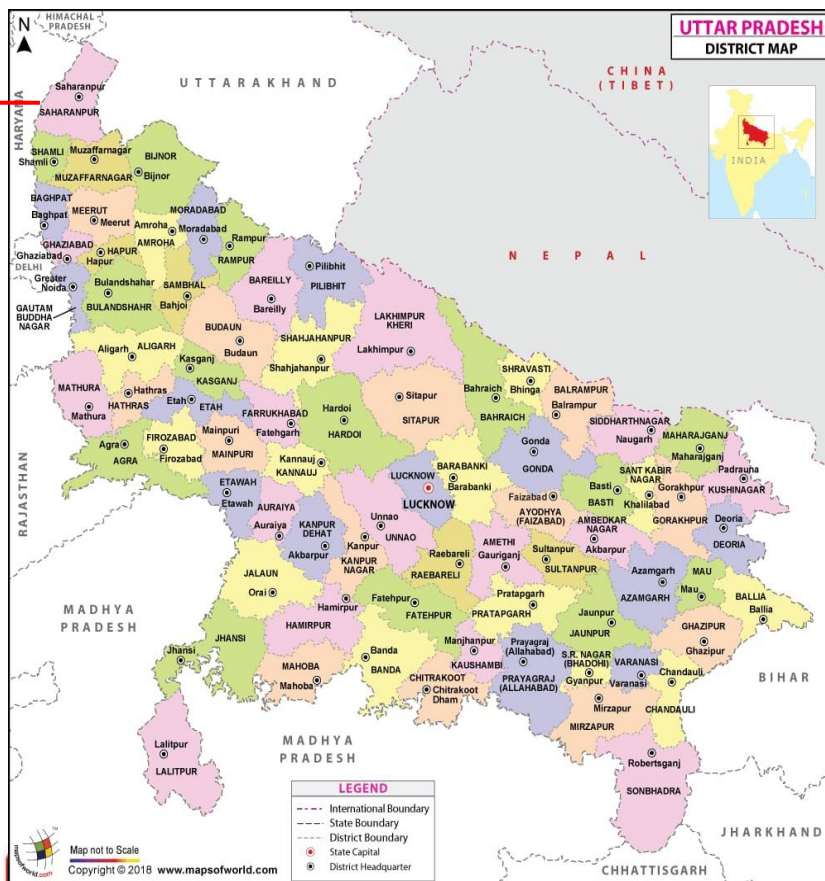 N
HIMACHAL
PRADESH
UTTAR PRADESH
DISTRICT MAP
UTTARAKHAND
CHINA
(TIBET)
HARYANA
INDIA
Saharanpur
SAHARANPUR
SHAMLI
Shamli
Muzaffarnagar
MUZAFFARNAGAR
BIJNOR
Bijnor
BAGHPAT
Baghpat
MEERUT
Meerut
MORADABAD
Moradabad
Amroha
AMROHA
Rampur
RAMPUR
GHAZIABAD
Ghaziabad
HAPUR
Hapur
DELHI
NEPAL
Greater
Noida
GAUTAM
BUDDHA
NAGAR
Bulandshahar
BULANDSHAHR
SAMBHAL
Bahjoi
BAREILLY
Bareilly
Pilibhit
PILIBHIT
BUDAUN
Budaun
SHAHJAHANPUR
Shahjahanpur
LAKHIMPUR
KHERI
Lakhimpur
Aligarh
ALIGARH
Kasganj
KASGANJ
MATHURA
Mathura
Hathras
HATHRAS
Etah
ETAH
FARRUKHABAD
Fatehgarh
Hardoi
HARDOI
Sitapur
SITAPUR
Bahraich
BAHRAICH
SHRAVASTI
Bhinga
BALRAMPUR
Balrampur
SIDDHARTHNAGAR
Naugarh
MAHARAJGANJ
Maharajganj
RAJASTHAN
Agra
AGRA
FIROZABAD
Firozabad
Mainpuri
MAINPURI
Kannauj
KANNAUJ
LUCKNOW
LUCKNOW
BARABANKI
Barabanki
Gonda
GONDA
Faizabad
AYODHYA
(FAIZABAD)
Basti
BASTI
SANT KABIR
NAGAR
Khalilabad
Gorakhpur
GORAKHPUR
Padrauna
KUSHINAGAR
Deoria
DEORIA
ETAWAH
Etawah
AURAIYA
Auraiya
KANPUR
DEHAT
Akbarpur
Unnao
UNNAO
Kanpur
KANPUR
NAGAR
Raebareli
RAEBARELI
AMETHI
Gauriganj
Sultanpur
SULTANPUR
AMBEDKAR
NAGAR
Akbarpur
Azamgarh
AZAMGARH
MAU
Mau
BALLIA
Ballia
JALAUN
Orai
Hamirpur
HAMIRPUR
Fatehpur
FATEHPUR
Pratapgarh
PRATAPGARH
Jaunpur
JAUNPUR
GHAZIPUR
Ghazipur
MADHYA
PRADESH
Jhansi
JHANSI
MAHOBA
Mahoba
Banda
BANDA
CHITRAKOOT
Chitrakoot
Dham
Manjhanpur
KAUSHAMBI
Prayagraj
(Allahabad)
PRAYAGRAJ
(ALLAHABAD)
S.R. NAGAR
(BHADOHI)
Gyanpur
VARANASI
Varanasi
Chandauli
CHANDAULI
BIHAR
Mirzapur
MIRZAPUR
Lalitpur
LALITPUR
MADHYA
PRADESH
Robertsganj
SONBHADRA
JHARKHAND
CHHATTISGARH
LEGEND
International Boundary
State Boundary
District Boundary
State Capital
District Headquarter
mapsofworld.com
Map not to Scale
Copyright © 2018 www.mapsofworld.com